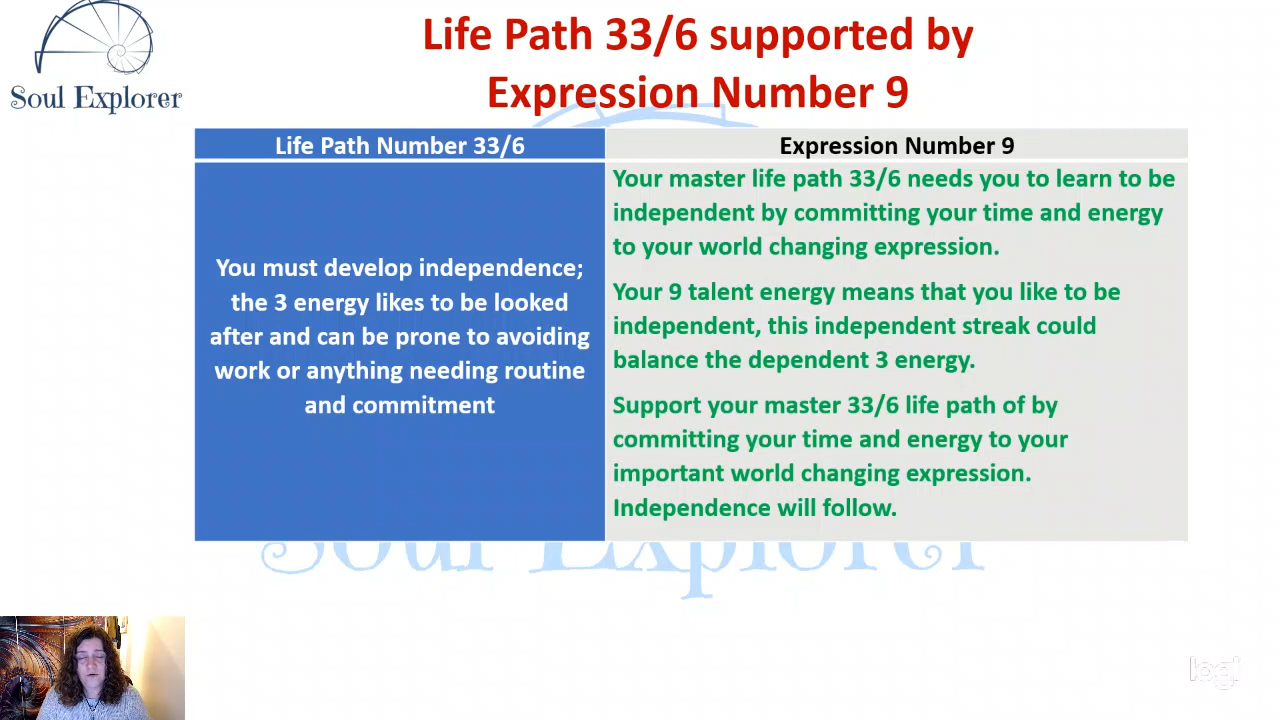 Life Path 33/6 supported by
Expression Number 9
Soul Explorer
Life Path Number 33/6
Expression Number 9
You must develop independence;
the 3 energy likes to be looked
after and can be prone to avoiding
work or anything needing routine
and commitment
Your master life path 33/6 needs you to learn to be
independent by committing your time and energy
to your world changing expression.
Your 9 talent energy means that you like to be
independent, this independent streak could
balance the dependent 3 energy.
Support your master 33/6 life path of by
committing your time and energy to your
important world changing expression.
Independence will follow.
Soul Explorer
logi